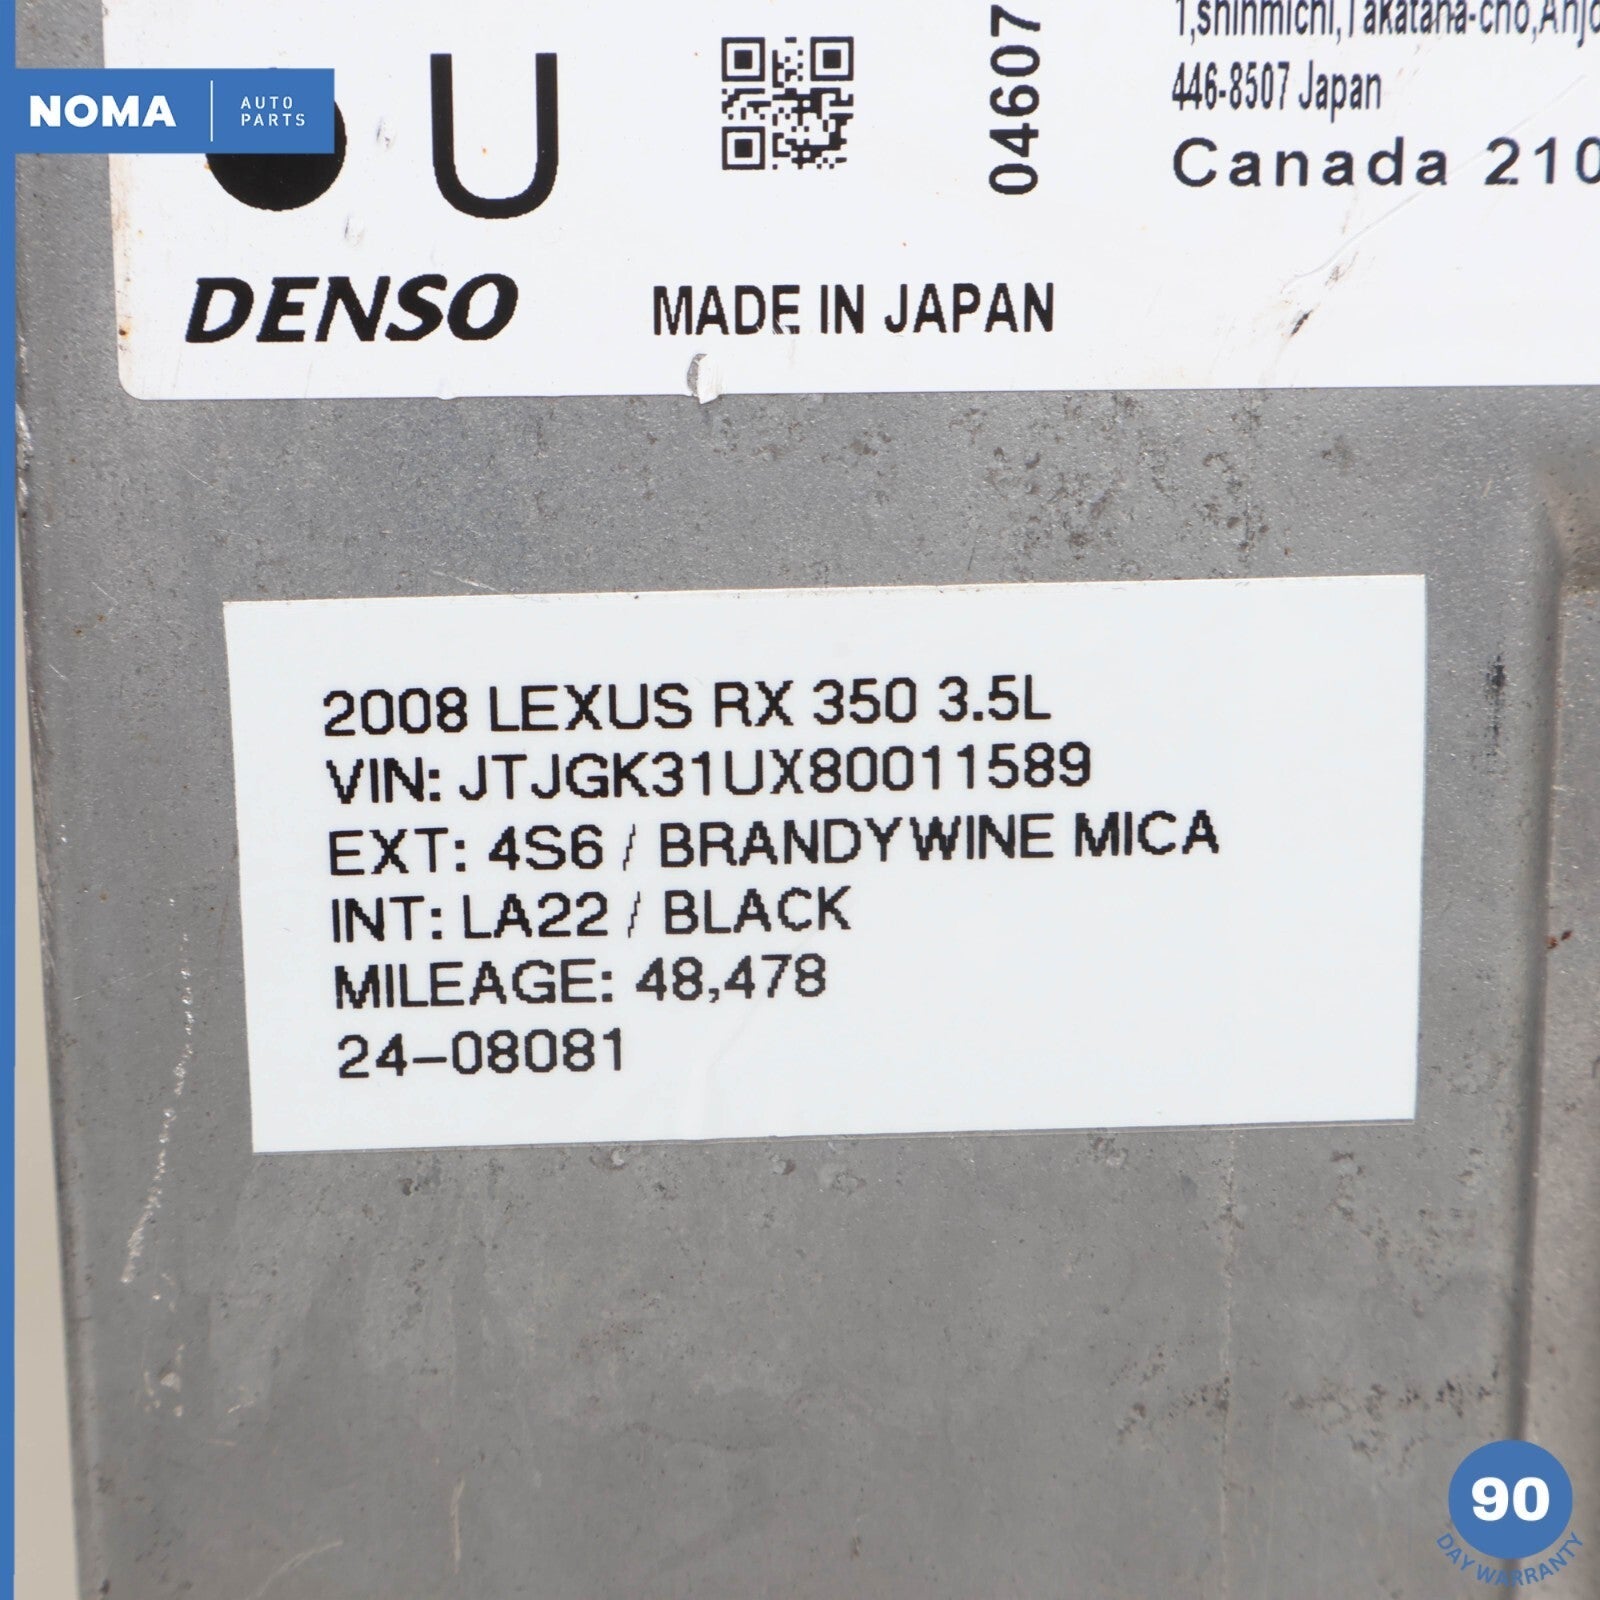 1,shinmichi,Takatana-cho,Anjo
446-8507 Japan
Canada 210
04607
U
DENSO
MADE IN JAPAN
NOMA
AUTO
PARTS
2008 LEXUS RX 350 3.5L
VIN: JTJGK31UX80011589
EXT: 4S6 / BRANDYWINE MICA
INT: LA22 / BLACK
MILEAGE: 48,478
24-08081
90
DAY WARRANTY